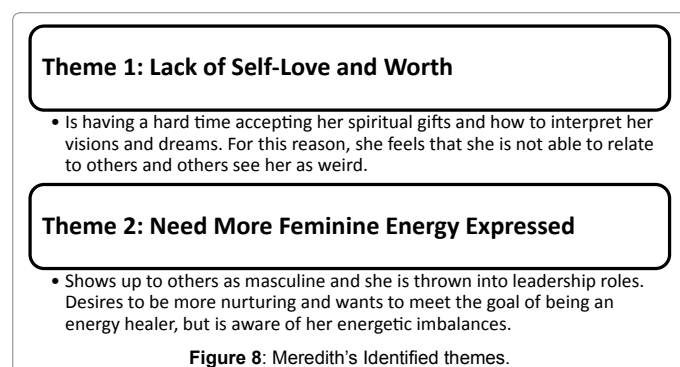 Theme 1: Lack of Self-Love and Worth
• Is having a hard time accepting her spiritual gifts and how to interpret her
visions and dreams. For this reason, she feels that she is not able to relate
to others and others see her as weird.
Theme 2: Need More Feminine Energy Expressed
• Shows up to others as masculine and she is thrown into leadership roles.
Desires to be more nurturing and wants to meet the goal of being an
energy healer, but is aware of her energetic imbalances.
Figure 8: Meredith's Identified themes.